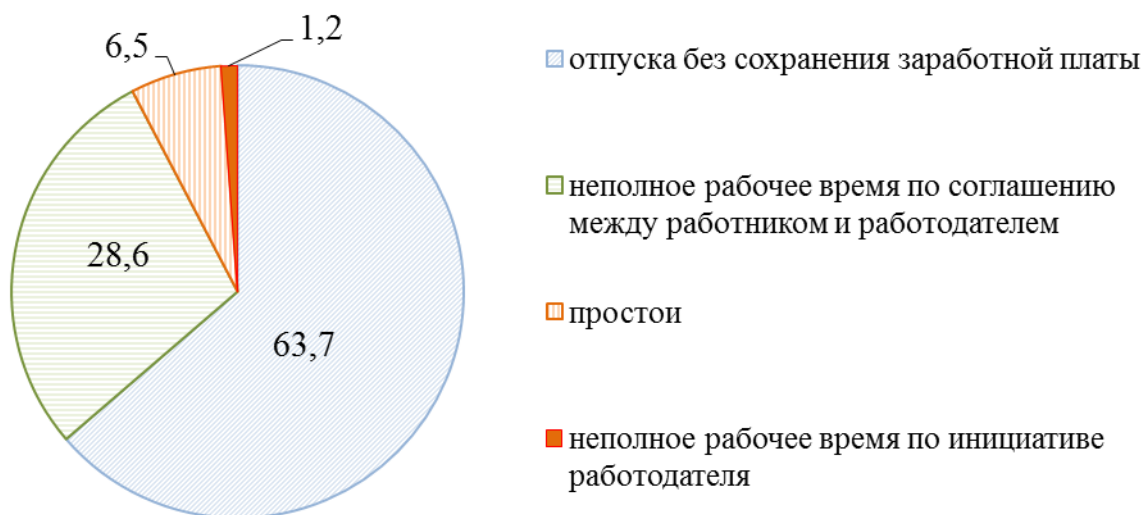 6,5
1,2
28,6
63,7
отпуска без сохранения заработной платы
неполное рабочее время по соглашению
между работником и работодателем
простои
неполное рабочее время по инициативе
работодателя